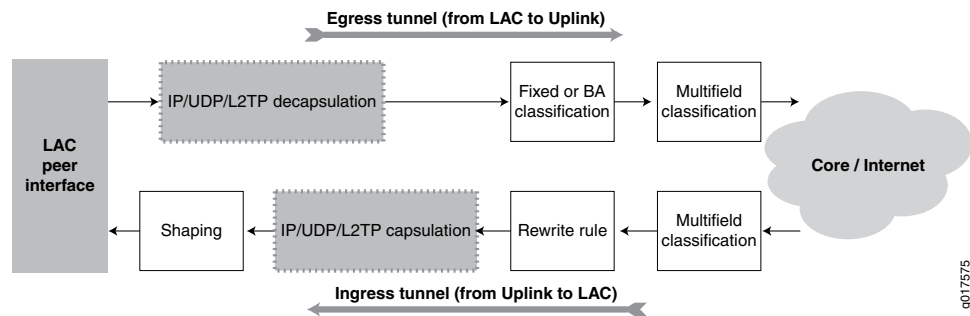 Egress tunnel (from LAC to Uplink)
LAC
peer
interface
IP/UDP/L2TP decapsulation
Fixed or BA
classification
Multifield
classification
Core / Internet
Shaping
IP/UDP/L2TP capsulation
Rewrite rule
Multifield
classification
Ingress tunnel (from Uplink to LAC)
g017575